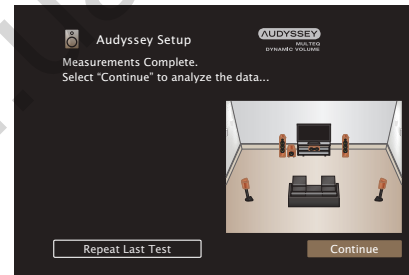 Audyssey Setup
AUDYSSEY
MULTEQ
DYNAMIC VOLUME
Measurements Complete.
Select “Continue” to analyze the data...
Repeat Last Test
Continue